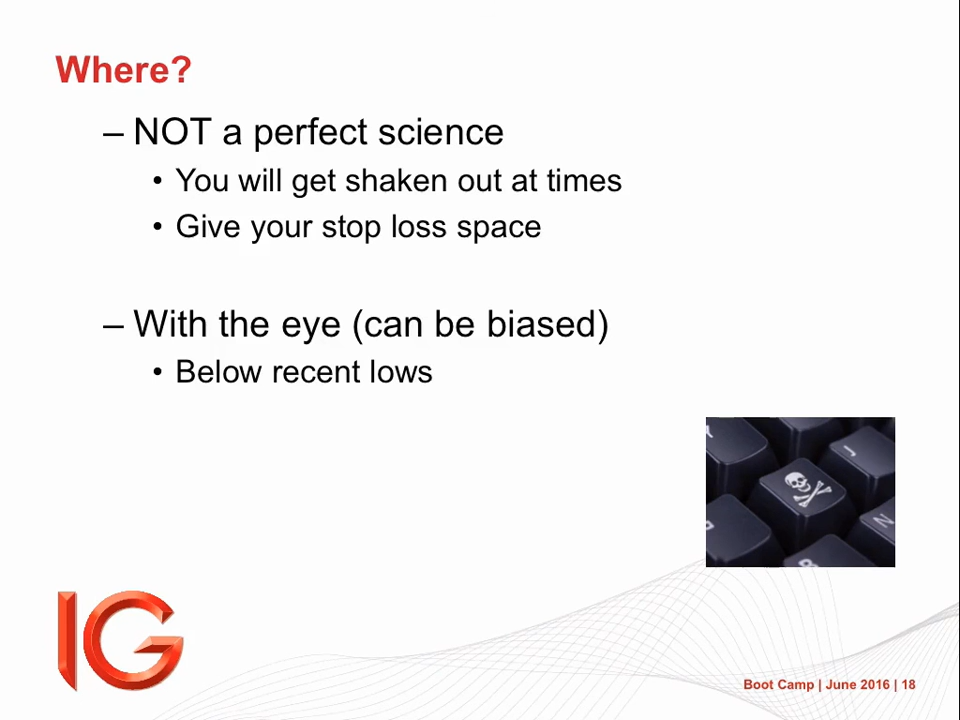 Where?
– NOT a perfect science
• You will get shaken out at times
• Give your stop loss space
– With the eye (can be biased)
• Below recent lows
N
IG
Boot Camp | June 2016 | 18